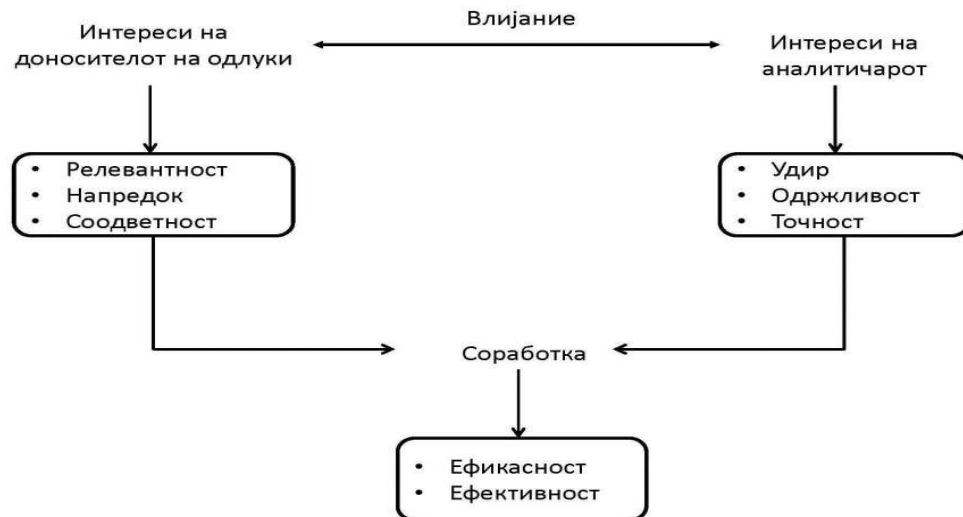 Влијание
Интереси на
доносителот на одлуки
Интереси на
аналитичарот
• Релевантност
• Напредок
• Соодветност
• Удир
• Одржливост
• Точност
Соработка
• Ефикасност
• Ефективност